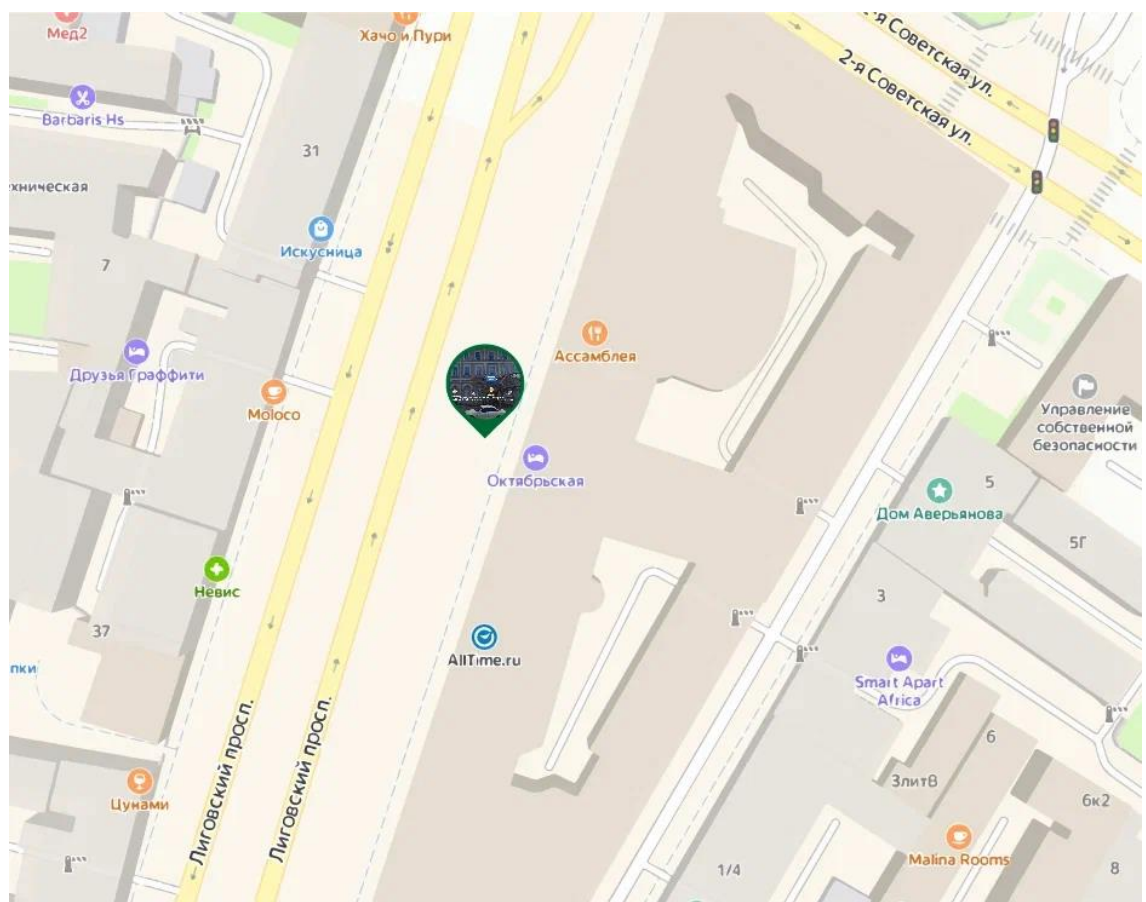 Мед2
Хачо и Пури
1-я Советская ул.
2-я Советская ул.
Barbaris Hs
31
хническая
Искусница
7
Ассамблея
Друзья Граффити
Moloco
Управление
собственной
безопасности
Октябрьская
5
Дом Аверьянова
5Г
Невис
3
37
AllTime.ru
пки
Smart Apart
Africa
Лиговский просп.
Лиговский просп.
6
3литВ
6к2
Цунами
Malina Rooms
1/4
8